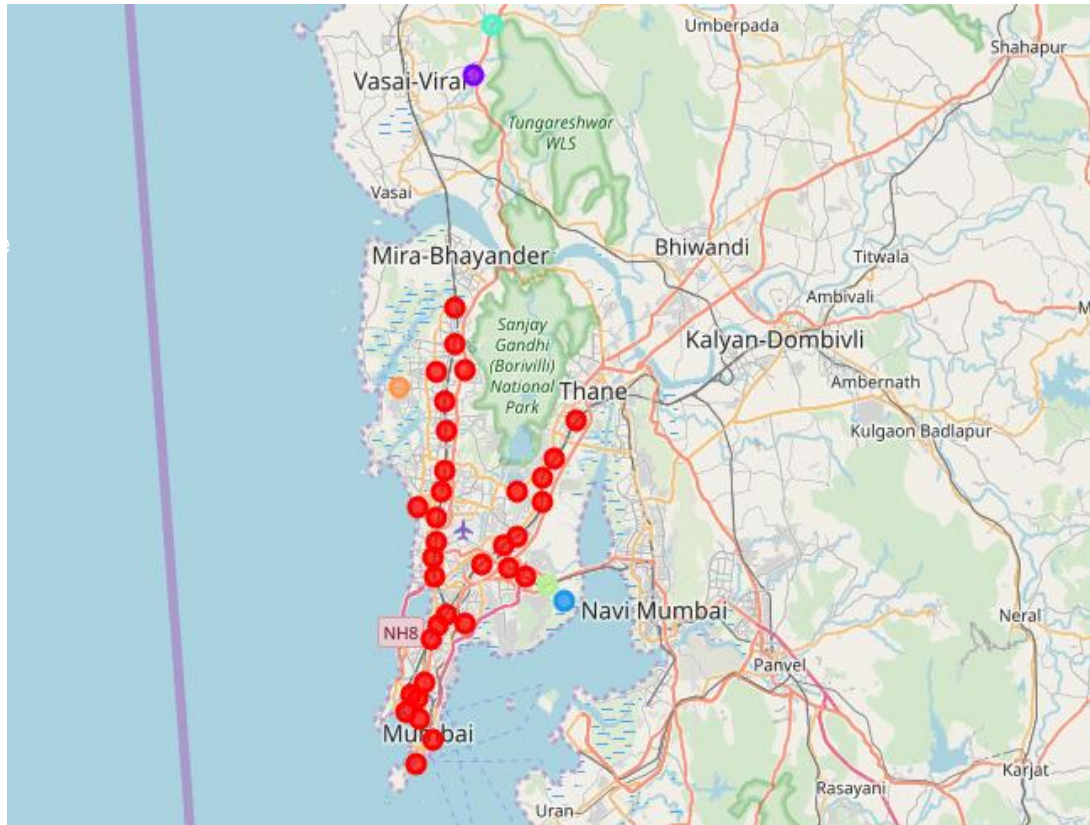 Umberpada
Shahapur
Vasai-Virar
Tungareshwar
WLS
Vasai
Bhiwandi
Mira-Bhayander
Titwala
Ambivali
Sanjay
Gandhi
(Borivilli)
National
Park
Kalyan-Dombivli
Thane
Ambernath
Kulgaon Badlapur
Navi Mumbai
Neral
NH8
Panvel
Mumbai
Karjat
Rasayani
Uran